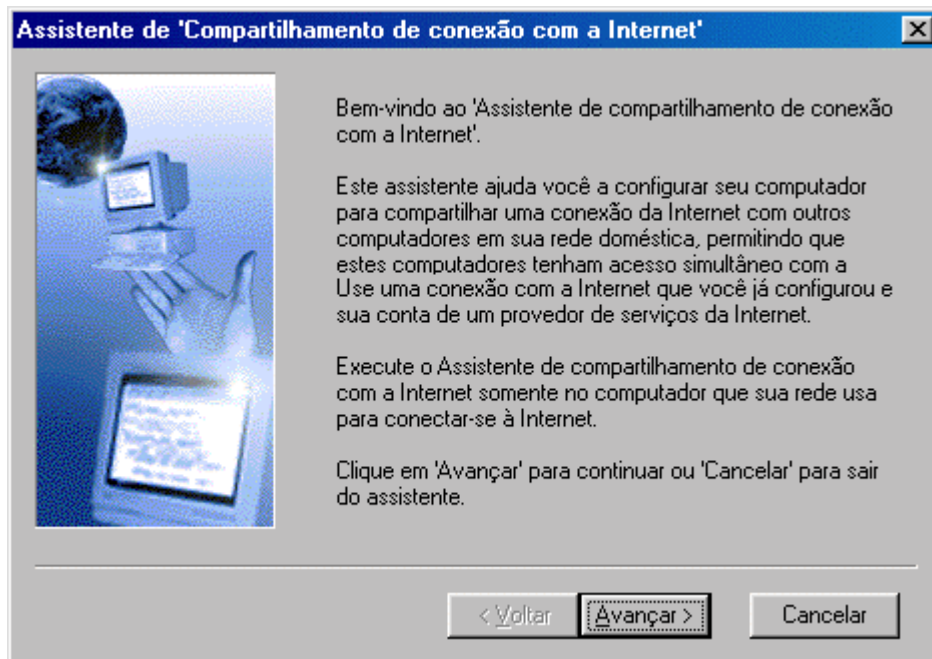 Assistente de 'Compartilhamento de conexão com a Internet'
Bem-vindo ao 'Assistente de compartilhamento de conexão
com a Internet'.
Este assistente ajuda você a configurar seu computador
para compartilhar uma conexão da Internet com outros
computadores em sua rede doméstica, permitindo que
estes computadores tenham acesso simultâneo com a
Use uma conexão com a Internet que você já configurou e
sua conta de um provedor de serviços da Internet.
Execute o Assistente de compartilhamento de conexão
com a Internet somente no computador que sua rede usa
para conectar-se à Internet.
Clique em 'Avançar' para continuar ou 'Cancelar' para sair
do assistente.
< Voltar
Avançar >
Cancelar